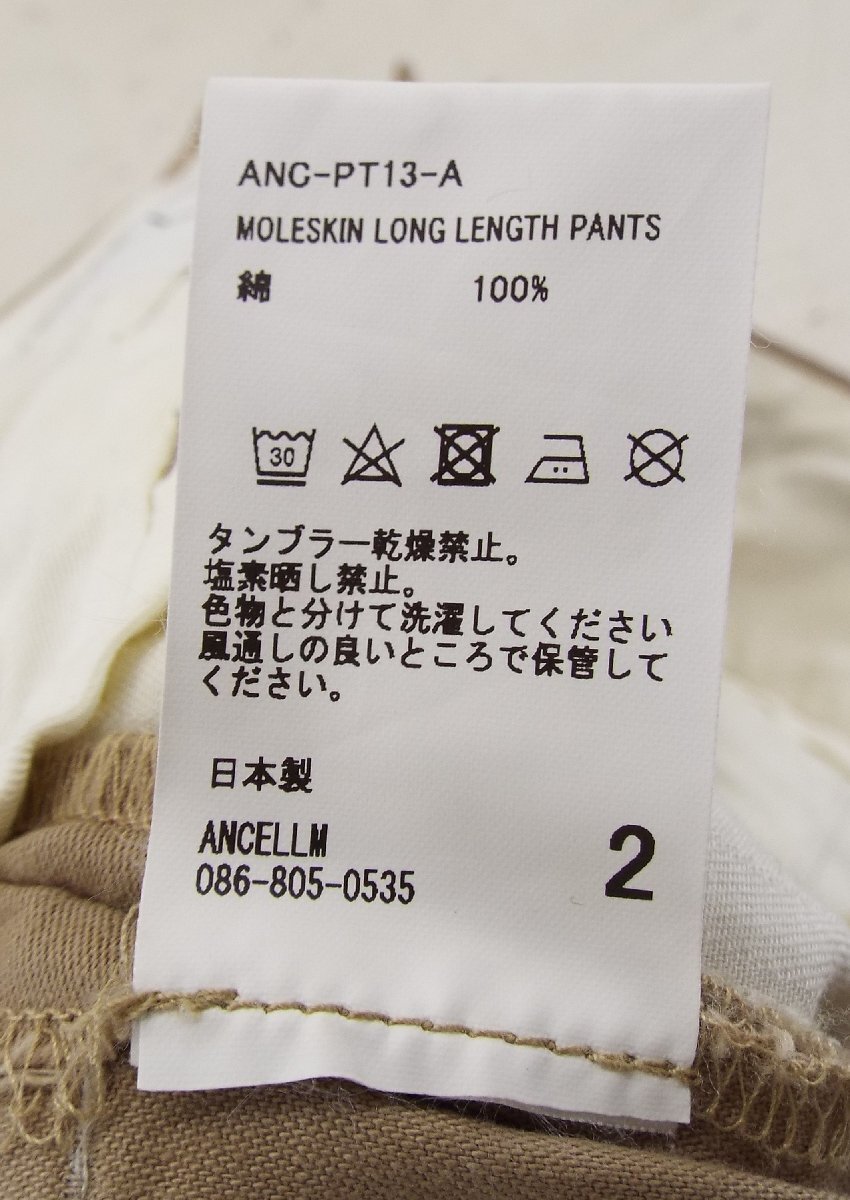 ANC-PT13-A
MOLESKIN LONG LENGTH PANTS
綿 100%
30
タンブラー乾燥禁止。
塩素晒し禁止。
色物と分けて洗濯してください
風通しの良いところで保管して
ください。
日本製
ANCELLM
086-805-0535
2